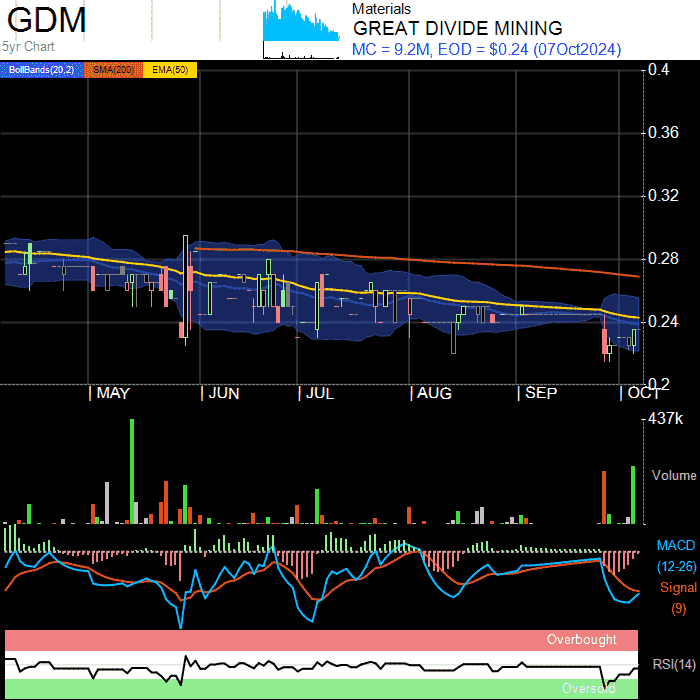 GDM
5yr Chart
Materials
GREAT DIVIDE MINING
MC = 9.2M, EOD = $0.24 (07Oct2024)
BollBands(20,2) SMA(200) EMA(50)
0.4
0.36
0.32
0.28
0.24
0.2
MAY JUN JUL AUG SEP OCT
437k
Volume
MACD
(12-26)
Signal
(9)
Overbought
RSI(14)
Oversold